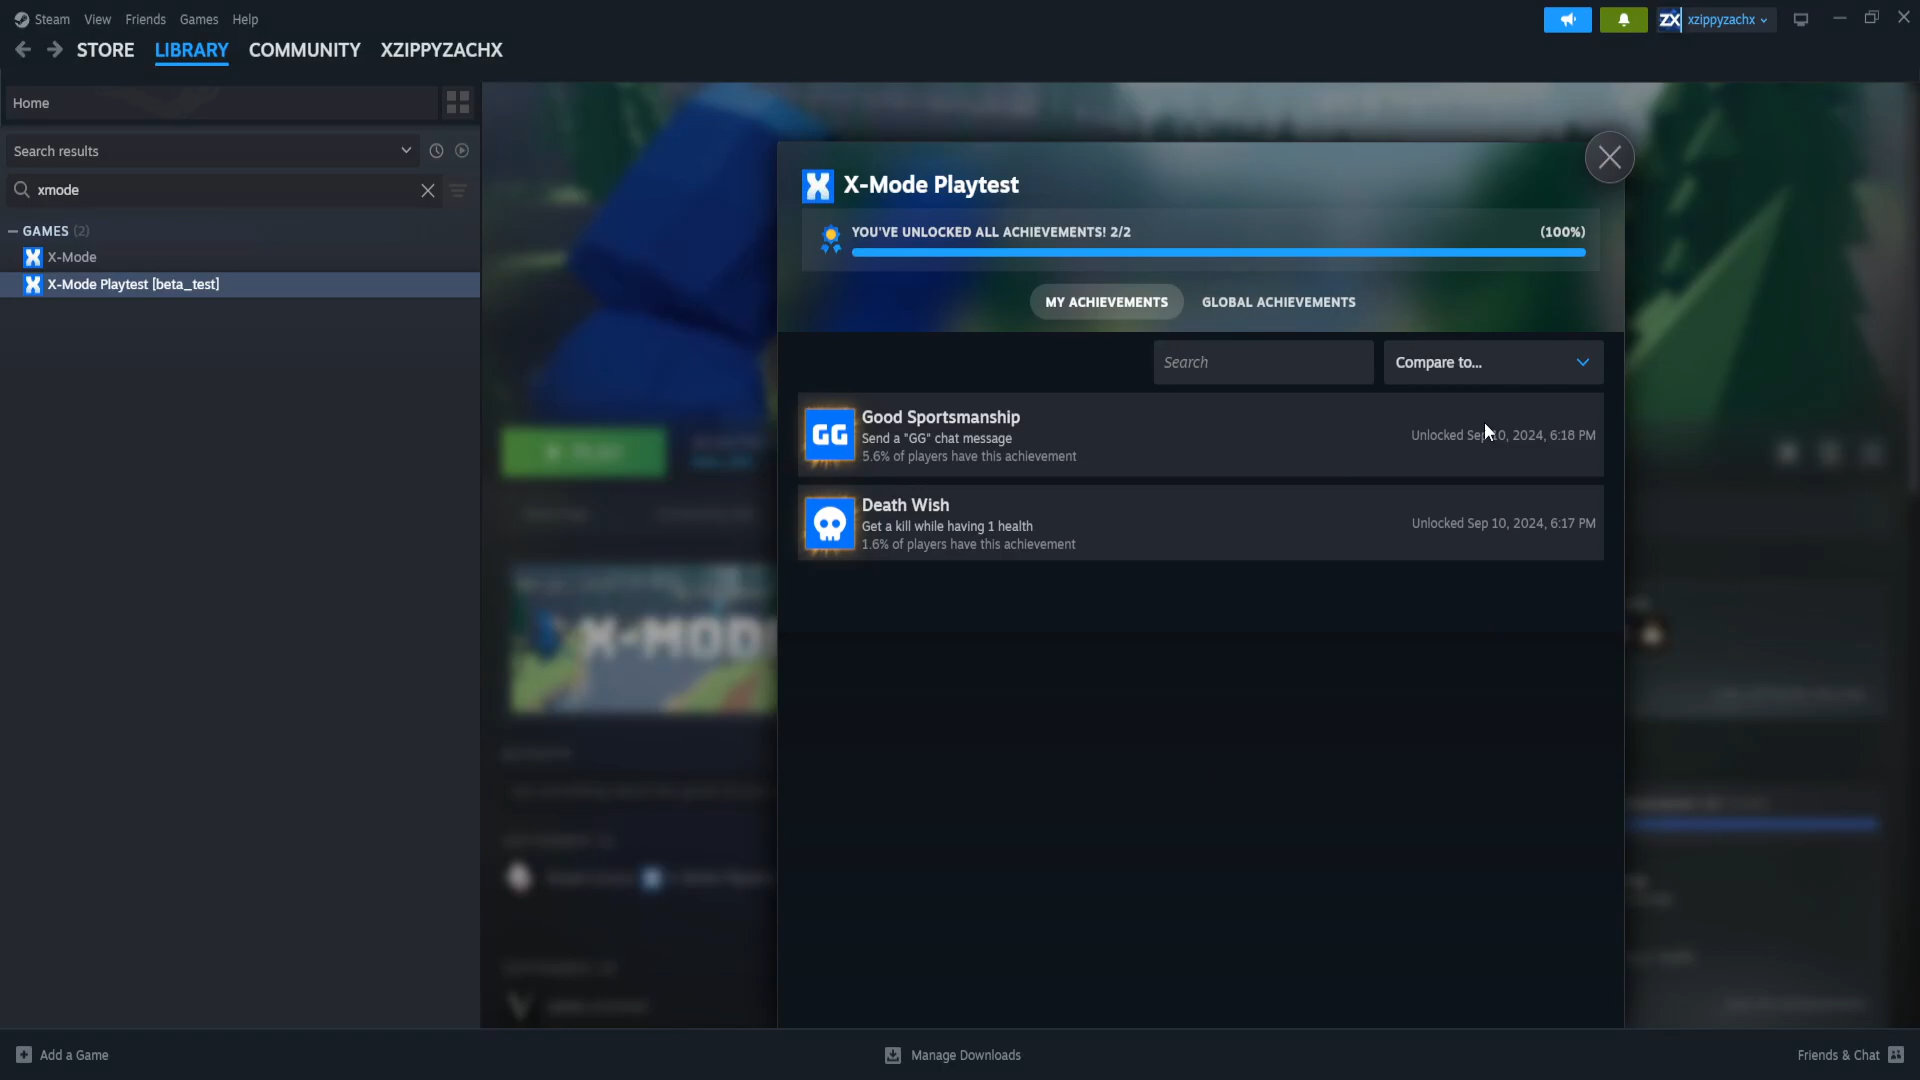 Steam View Friends Games Help
ZX xzippyzachx
STORE LIBRARY COMMUNITY XZIPPYZACHX
Home
Search results
xmode
GAMES (2)
X-Mode
X-Mode Playtest [beta_test]
X-Mode Playtest
YOU'VE UNLOCKED ALL ACHIEVEMENTS! 2/2 (100%)
MY ACHIEVEMENTS GLOBAL ACHIEVEMENTS
Search Compare to...
GG
Good Sportsmanship
Send a "GG" chat message
5.6% of players have this achievement
Unlocked Sep 10, 2024, 6:18 PM
Death Wish
Get a kill while having 1 health
1.6% of players have this achievement
Unlocked Sep 10, 2024, 6:17 PM
PLAY
X-MOD
Add a Game
Manage Downloads
Friends & Chat